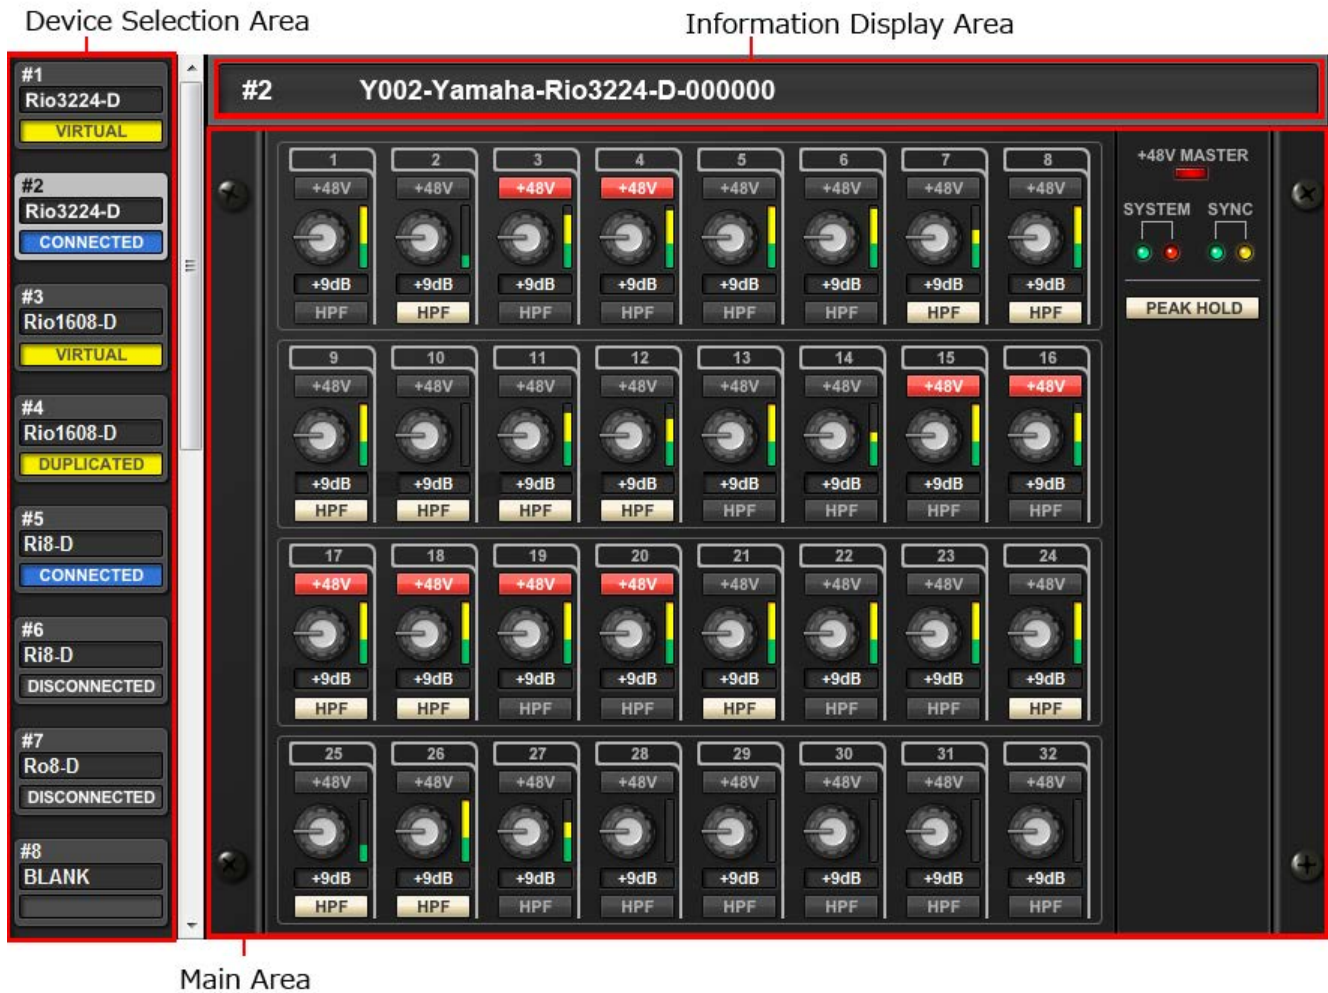 Device Selection Area
Information Display Area
#1
Rio3224-D
VIRTUAL
#2
Rio3224-D
CONNECTED
#3
Rio1608-D
VIRTUAL
#4
Rio1608-D
DUPLICATED
#5
Ri8-D
CONNECTED
#6
Ri8-D
DISCONNECTED
#7
Ro8-D
DISCONNECTED
#8
BLANK
#2 Y002-Yamaha-Rio3224-D-000000
1 2 3 4 5 6 7 8
+48V +48V +48V +48V +48V +48V +48V +48V
+9dB +9dB +9dB +9dB +9dB +9dB +9dB +9dB
HPF HPF HPF HPF HPF HPF HPF HPF
9 10 11 12 13 14 15 16
+48V +48V +48V +48V +48V +48V +48V +48V
+9dB +9dB +9dB +9dB +9dB +9dB +9dB +9dB
HPF HPF HPF HPF HPF HPF HPF HPF
17 18 19 20 21 22 23 24
+48V +48V +48V +48V +48V +48V +48V +48V
+9dB +9dB +9dB +9dB +9dB +9dB +9dB +9dB
HPF HPF HPF HPF HPF HPF HPF HPF
25 26 27 28 29 30 31 32
+48V +48V +48V +48V +48V +48V +48V +48V
+9dB +9dB +9dB +9dB +9dB +9dB +9dB +9dB
HPF HPF HPF HPF HPF HPF HPF HPF
+48V MASTER
SYSTEM SYNC
PEAK HOLD
Main Area